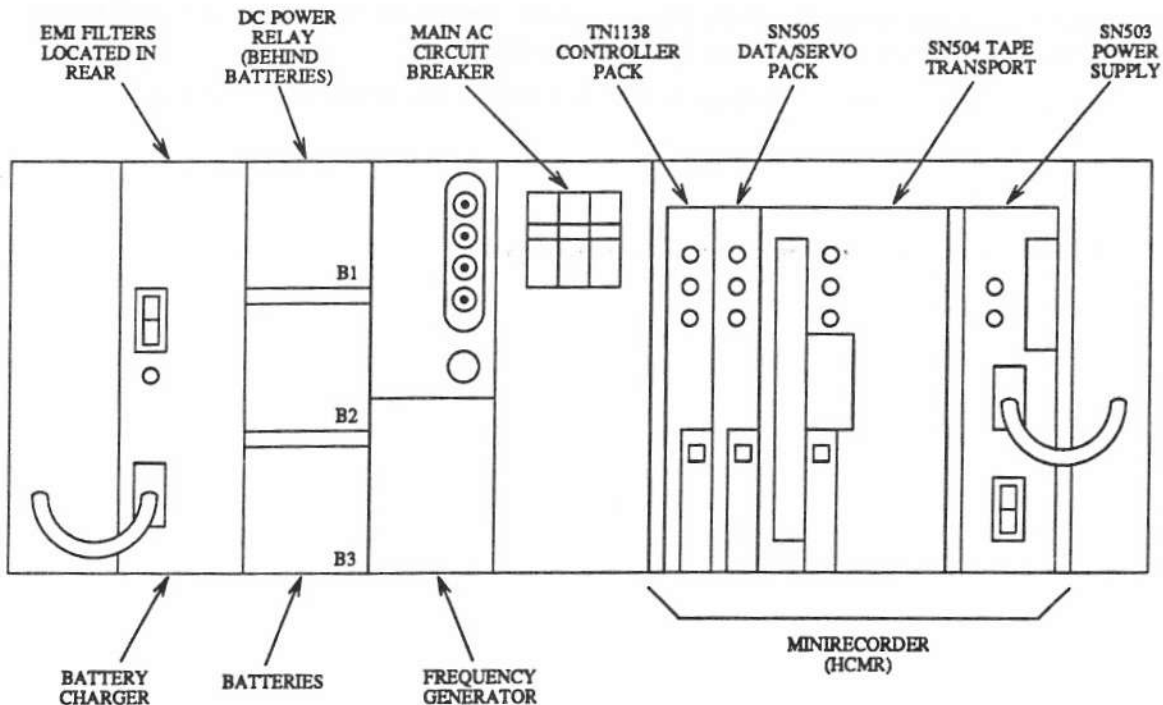 EMI FILTERS
LOCATED IN
REAR
DC POWER
RELAY
(BEHIND
BATTERIES)
MAIN AC
CIRCUIT
BREAKER
TN1138
CONTROLLER
PACK
SN505
DATA/SERVO
PACK
SN504 TAPE
TRANSPORT
SN503
POWER
SUPPLY
B1
B2
B3
BATTERY
CHARGER
BATTERIES
FREQUENCY
GENERATOR
MINIRECORDER
(HCMR)